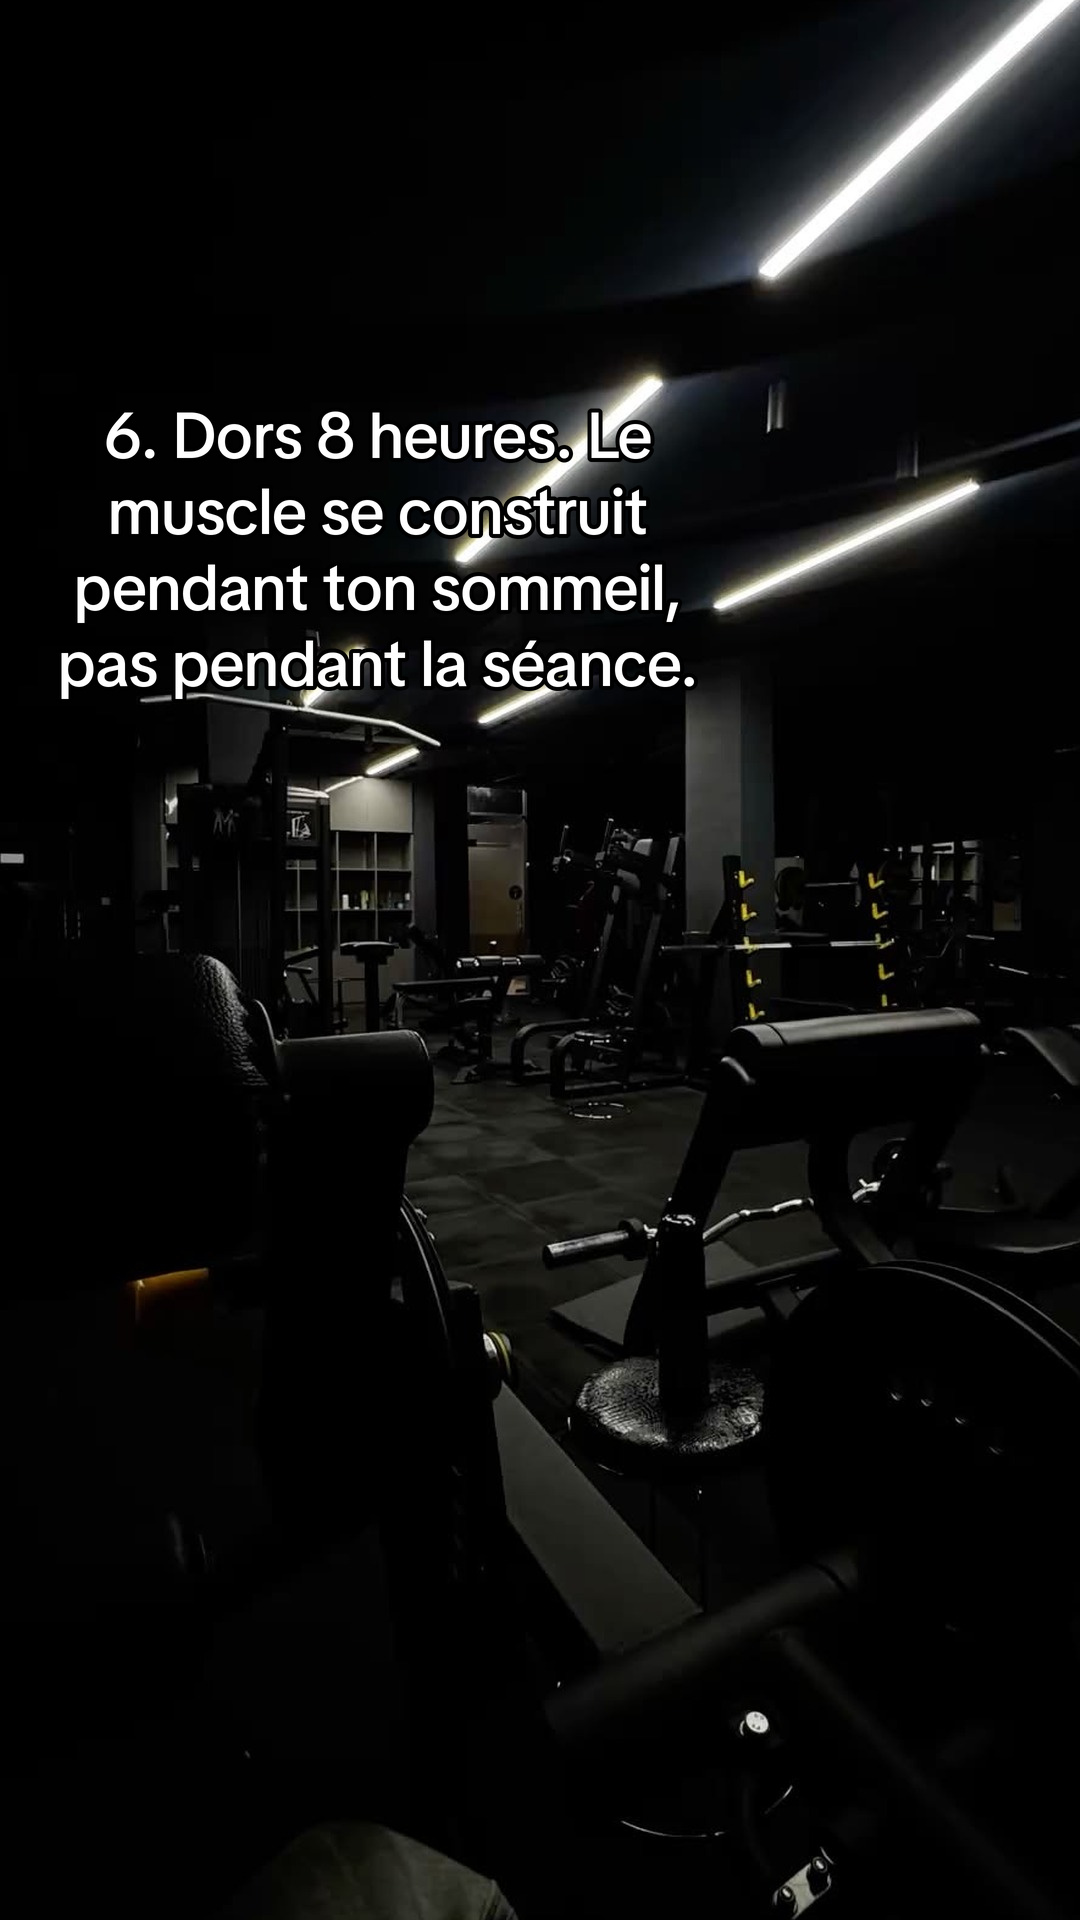 6. Dors 8 heures. Le
muscle se construit
pendant ton sommeil,
pas pendant la séance.